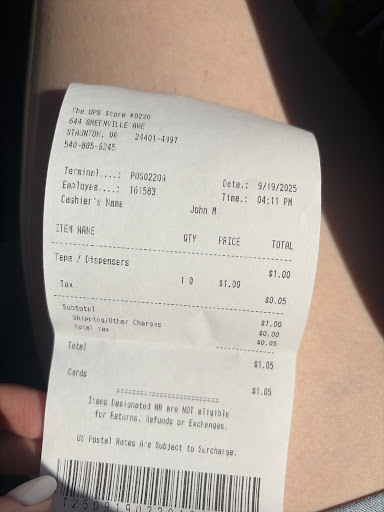 The UPS Store #0220
644 GREENVILLE AVE
STAUNTON, VA 24401-4997
540-885-6245
Terminal....: POS0220A Date.: 9/19/2025
Employee....: 161583 Time.: 04:11 PM
Cashier's Name John M
ITEM NAME QTY PRICE TOTAL
Tape / Dispensers $1.00
1 @ $1.00
Tax $0.05
Subtotal $1.00
Shipping/Other Charges $0.00
Total tax $0.05
Total $1.05
Cards $1.05
Items Designated NR are NOT eligible
for Returns, Refunds or Exchanges.
US Postal Rates Are Subject to Surcharge.